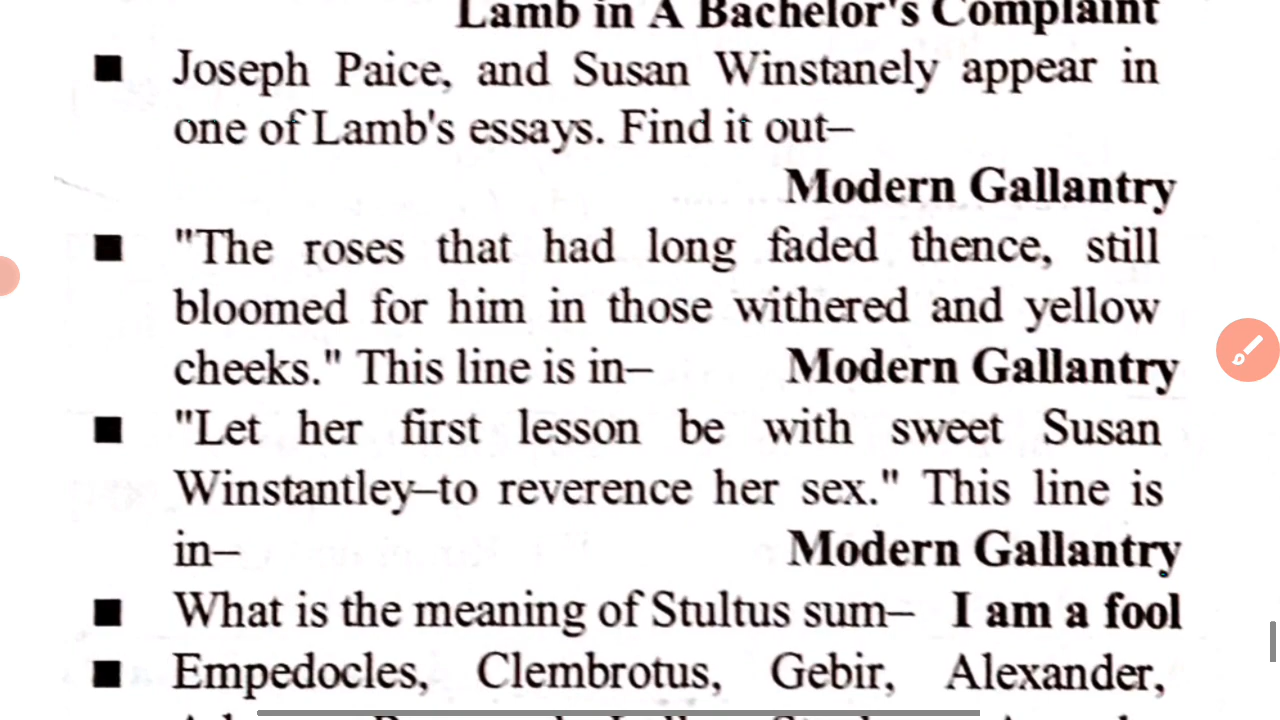 Lamb in A Bachelor's Complaint
■ Joseph Paice, and Susan Winstanely appear in
one of Lamb's essays. Find it out–
Modern Gallantry
■ "The roses that had long faded thence, still
bloomed for him in those withered and yellow
cheeks." This line is in– Modern Gallantry
■ "Let her first lesson be with sweet Susan
Winstantley–to reverence her sex." This line is
in– Modern Gallantry
■ What is the meaning of Stultus sum– I am a fool
■ Empedocles, Clembrotus, Gebir, Alexander,